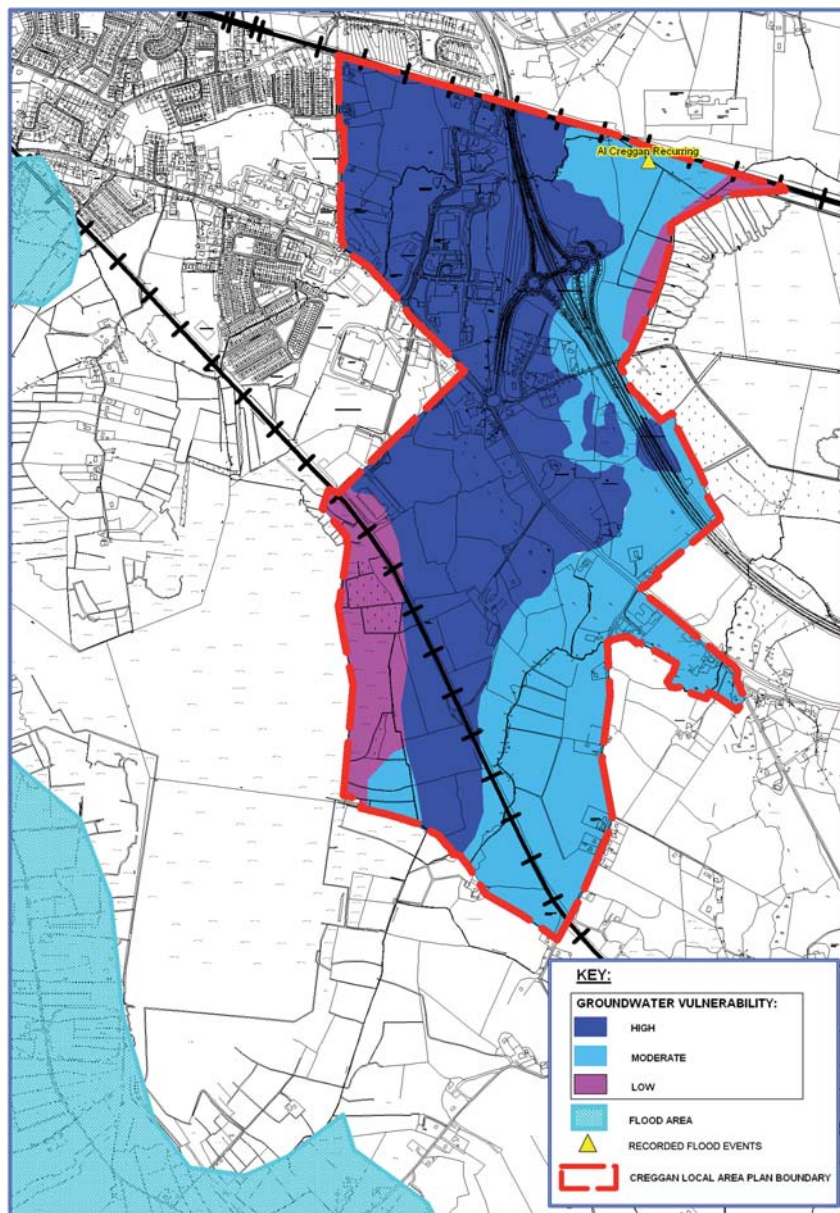 Al Creggan Recurring
KEY:
GROUNDWATER VULNERABILITY:
HIGH
MODERATE
LOW
FLOOD AREA
RECORDED FLOOD EVENTS
CREGGAN LOCAL AREA PLAN BOUNDARY